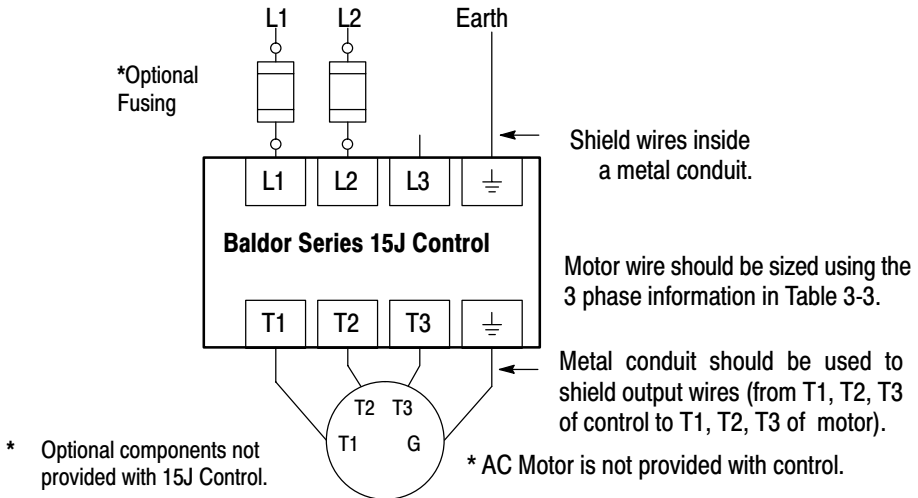 L1 L2 Earth
*Optional
Fusing
Shield wires inside
a metal conduit.
L1 L2 L3
Baldor Series 15J Control
Motor wire should be sized using the
3 phase information in Table 3-3.
T1 T2 T3
Metal conduit should be used to
shield output wires (from T1, T2, T3
of control to T1, T2, T3 of motor).
T2 T3
T1 G
* Optional components not
provided with 15J Control.
* AC Motor is not provided with control.